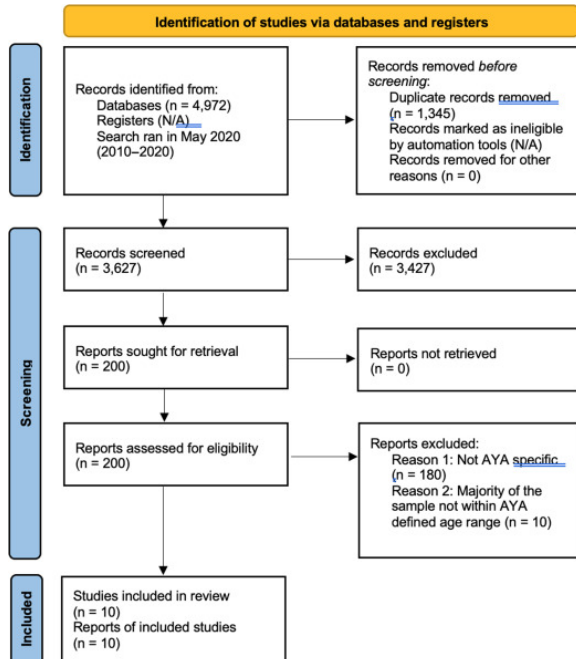 Identification of studies via databases and registers
Identification
Records identified from:
Databases (n = 4,972)
Registers (N/A)
Search ran in May 2020
(2010–2020)
Records removed before
screening:
Duplicate records removed
(n = 1,345)
Records marked as ineligible
by automation tools (N/A)
Records removed for other
reasons (n = 0)
Screening
Records screened
(n = 3,627)
Records excluded
(n = 3,427)
Reports sought for retrieval
(n = 200)
Reports not retrieved
(n = 0)
Reports assessed for eligibility
(n = 200)
Reports excluded:
Reason 1: Not AYA specific
(n = 180)
Reason 2: Majority of the
sample not within AYA
defined age range (n = 10)
Included
Studies included in review
(n = 10)
Reports of included studies
(n = 10)